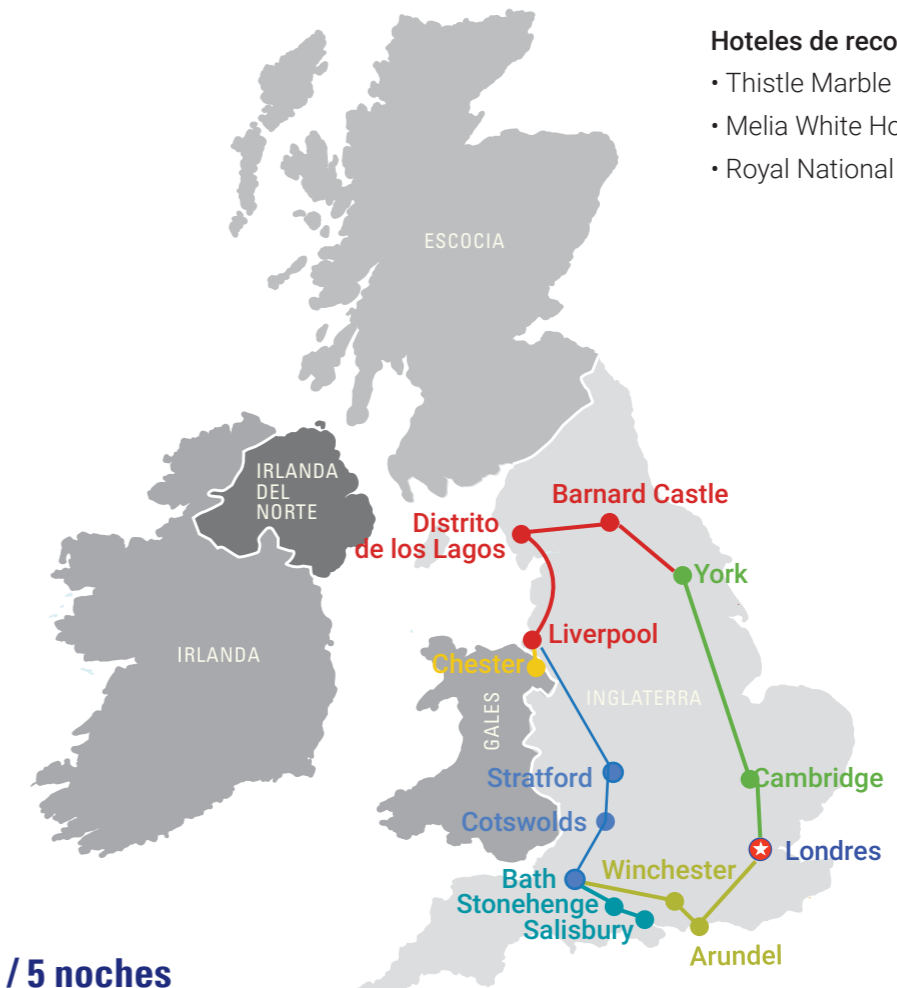 Hoteles de reco
• Thistle Marble
• Melia White Ho
• Royal National
ESCOCIA
IRLANDA
DEL
NORTE
Barnard Castle
Distrito
de los Lagos
York
Liverpool
IRLANDA
Chester
INGLATERRA
GALES
Stratford
Cambridge
Cotswolds
Londres
Winchester
Bath
Stonehenge
Salisbury
Arundel
/ 5 noches